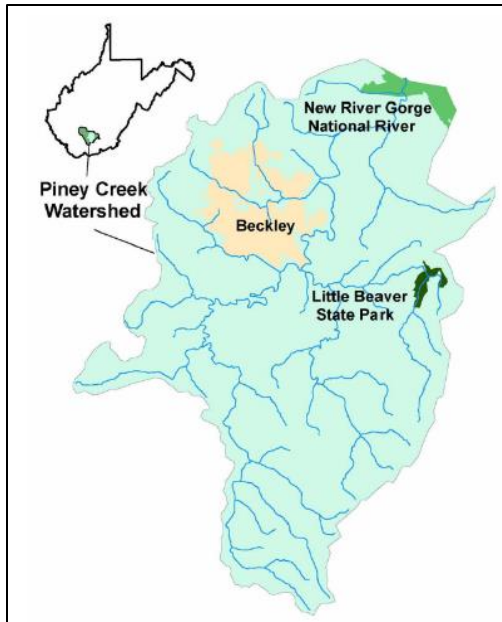 New River Gorge
National River
Piney Creek
Watershed
Beckley
Little Beaver
State Park